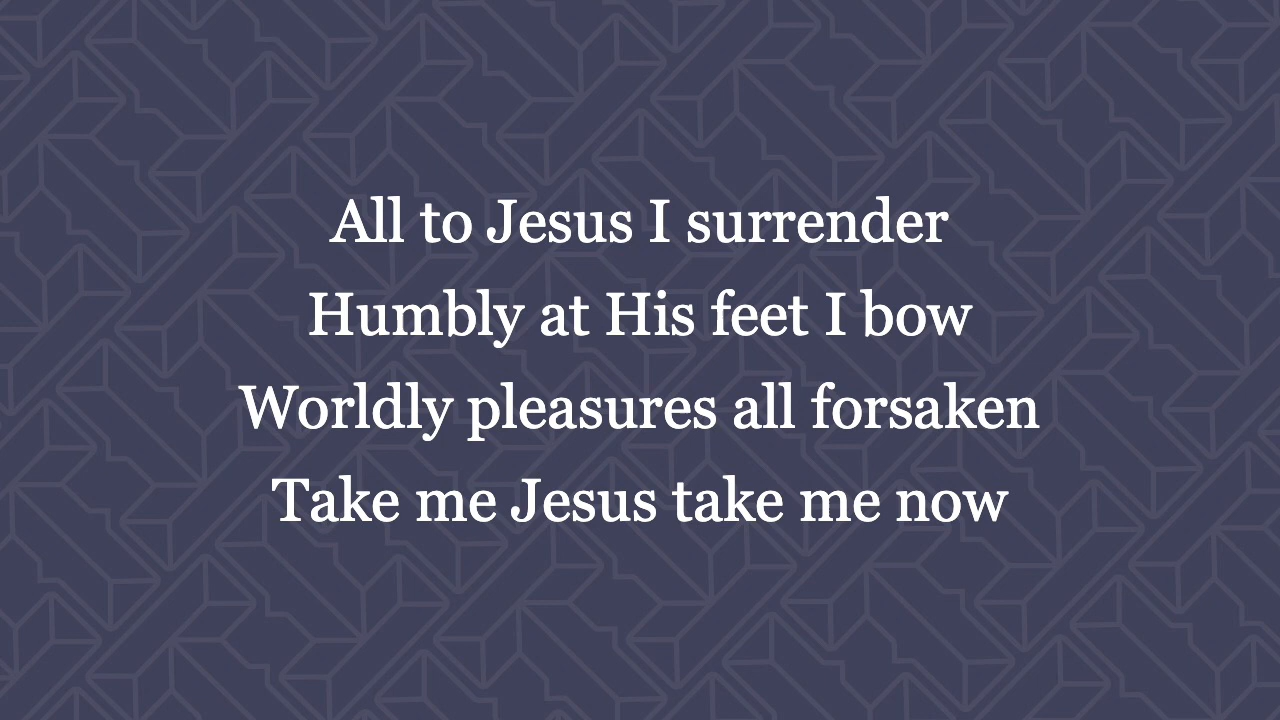 All to Jesus I surrender
Humbly at His feet I bow
Worldly pleasures all forsaken
Take me Jesus take me now